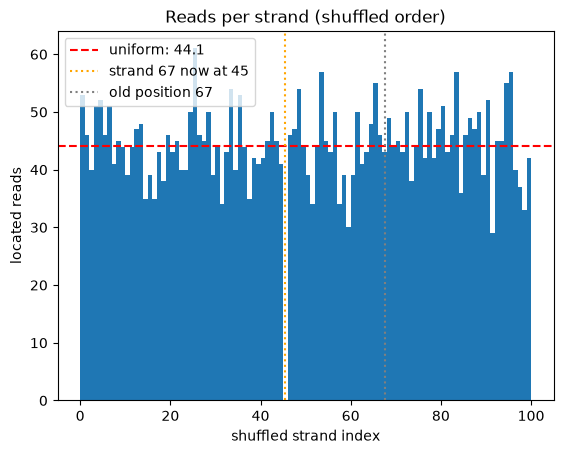 Reads per strand (shuffled order)
uniform: 44.1
strand 67 now at 45
old position 67
located reads
60
50
40
30
20
10
0
0 20 40 60 80 100
shuffled strand index